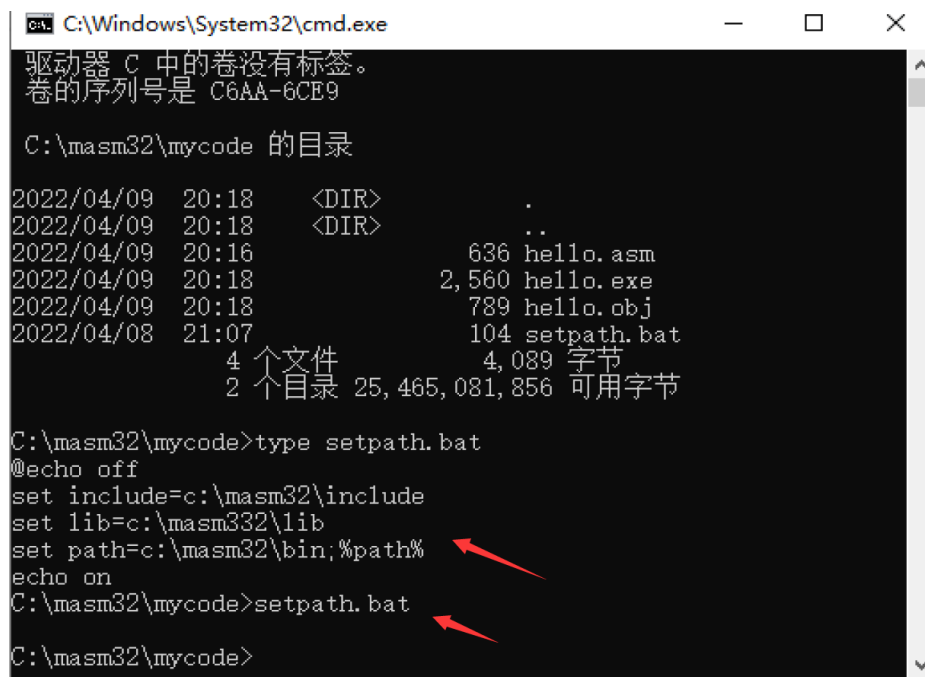 C:\Windows\System32\cmd.exe
驱动器 C 中的卷没有标签。
卷的序列号是 C6AA-6CE9
C:\masm32\mycode 的目录
2022/04/09  20:18    <DIR>          .
2022/04/09  20:18    <DIR>          ..
2022/04/09  20:16               636 hello.asm
2022/04/09  20:18             2,560 hello.exe
2022/04/09  20:18               789 hello.obj
2022/04/08  21:07               104 setpath.bat
4 个文件          4,089 字节
2 个目录 25,465,081,856 可用字节
C:\masm32\mycode>type setpath.bat
@echo off
set include=c:\masm32\include
set lib=c:\masm332\lib
set path=c:\masm32\bin;%path%
echo on
C:\masm32\mycode>setpath.bat
C:\masm32\mycode>